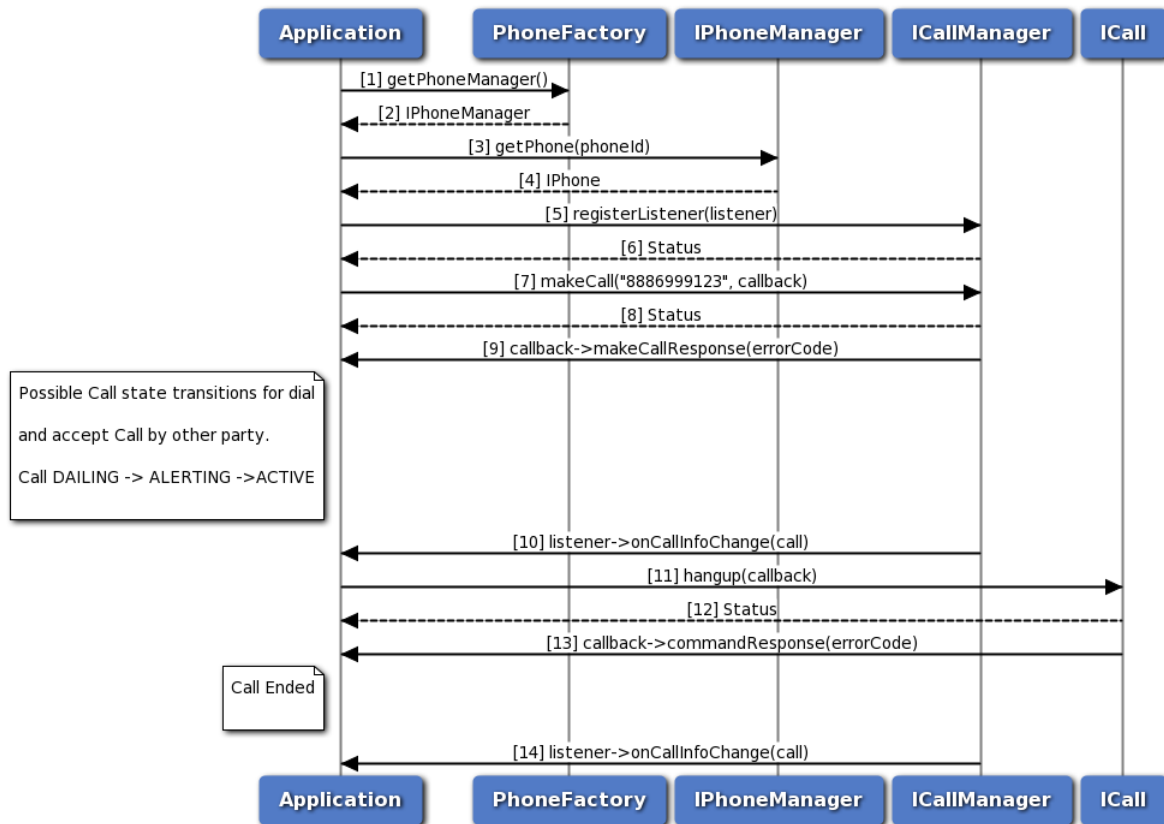 Application PhoneFactory IPhoneManager ICallManager ICall
[1] getPhoneManager()
[2] IPhoneManager
[3] getPhone(phoneId)
[4] IPhone
[5] registerListener(listener)
[6] Status
[7] makeCall("8886999123", callback)
[8] Status
[9] callback->makeCallResponse(errorCode)
Possible Call state transitions for dial
and accept Call by other party.
Call DAILING -> ALERTING ->ACTIVE
[10] listener->onCallInfoChange(call)
[11] hangup(callback)
[12] Status
[13] callback->commandResponse(errorCode)
Call Ended
[14] listener->onCallInfoChange(call)
Application PhoneFactory IPhoneManager ICallManager ICall